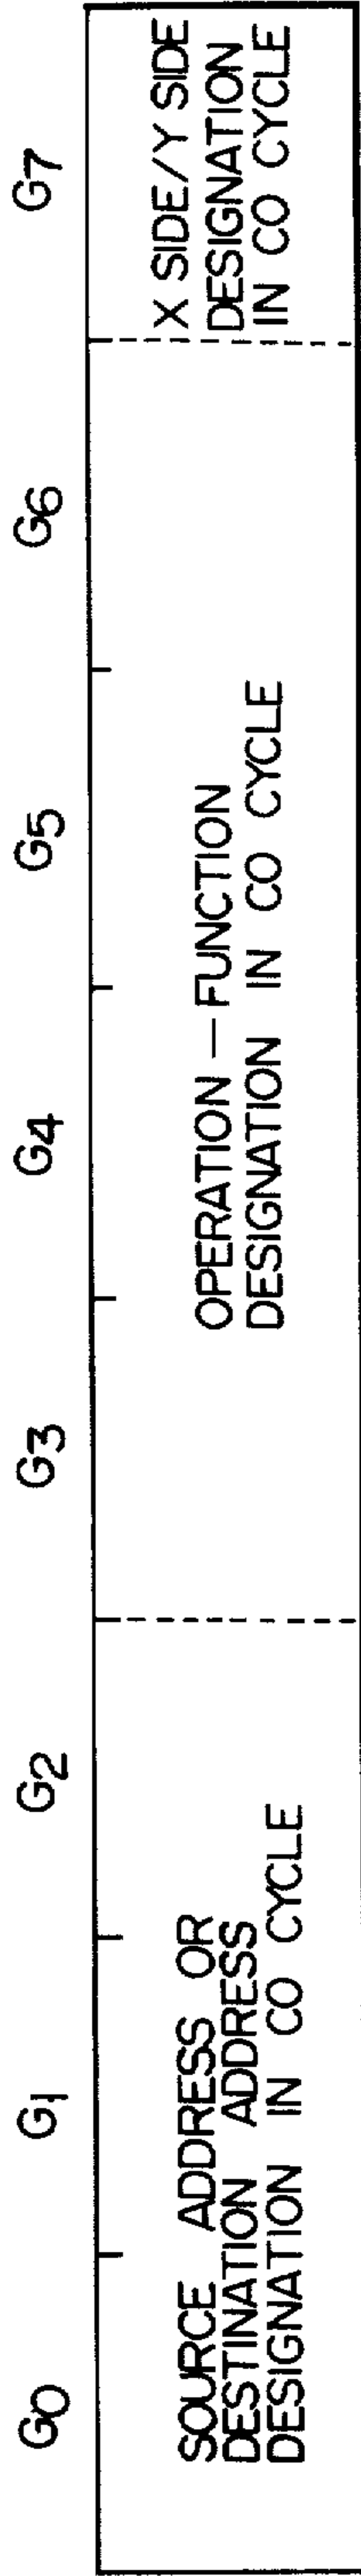 G0 G1 G2 G3 G4 G5 G6 G7
SOURCE ADDRESS OR
DESTINATION ADDRESS
DESIGNATION IN CO CYCLE
OPERATION — FUNCTION
DESIGNATION IN CO CYCLE
X SIDE/Y SIDE
DESIGNATION
IN CO CYCLE